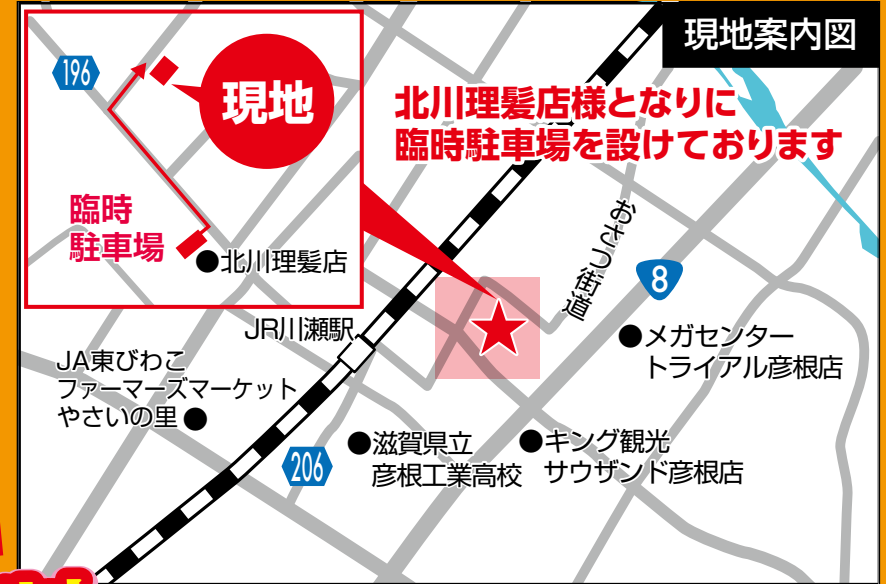 現地案内図
196
現地
北川理髪店様となりに
臨時駐車場を設けております
臨時
駐車場
●北川理髪店
おさつ街道
8
JR川瀬駅
●メガセンター
トライアル彦根店
JA東びわこ
ファーマーズマーケット
やさいの里●
206
●滋賀県立
彦根工業高校
●キング観光
サウザンド彦根店